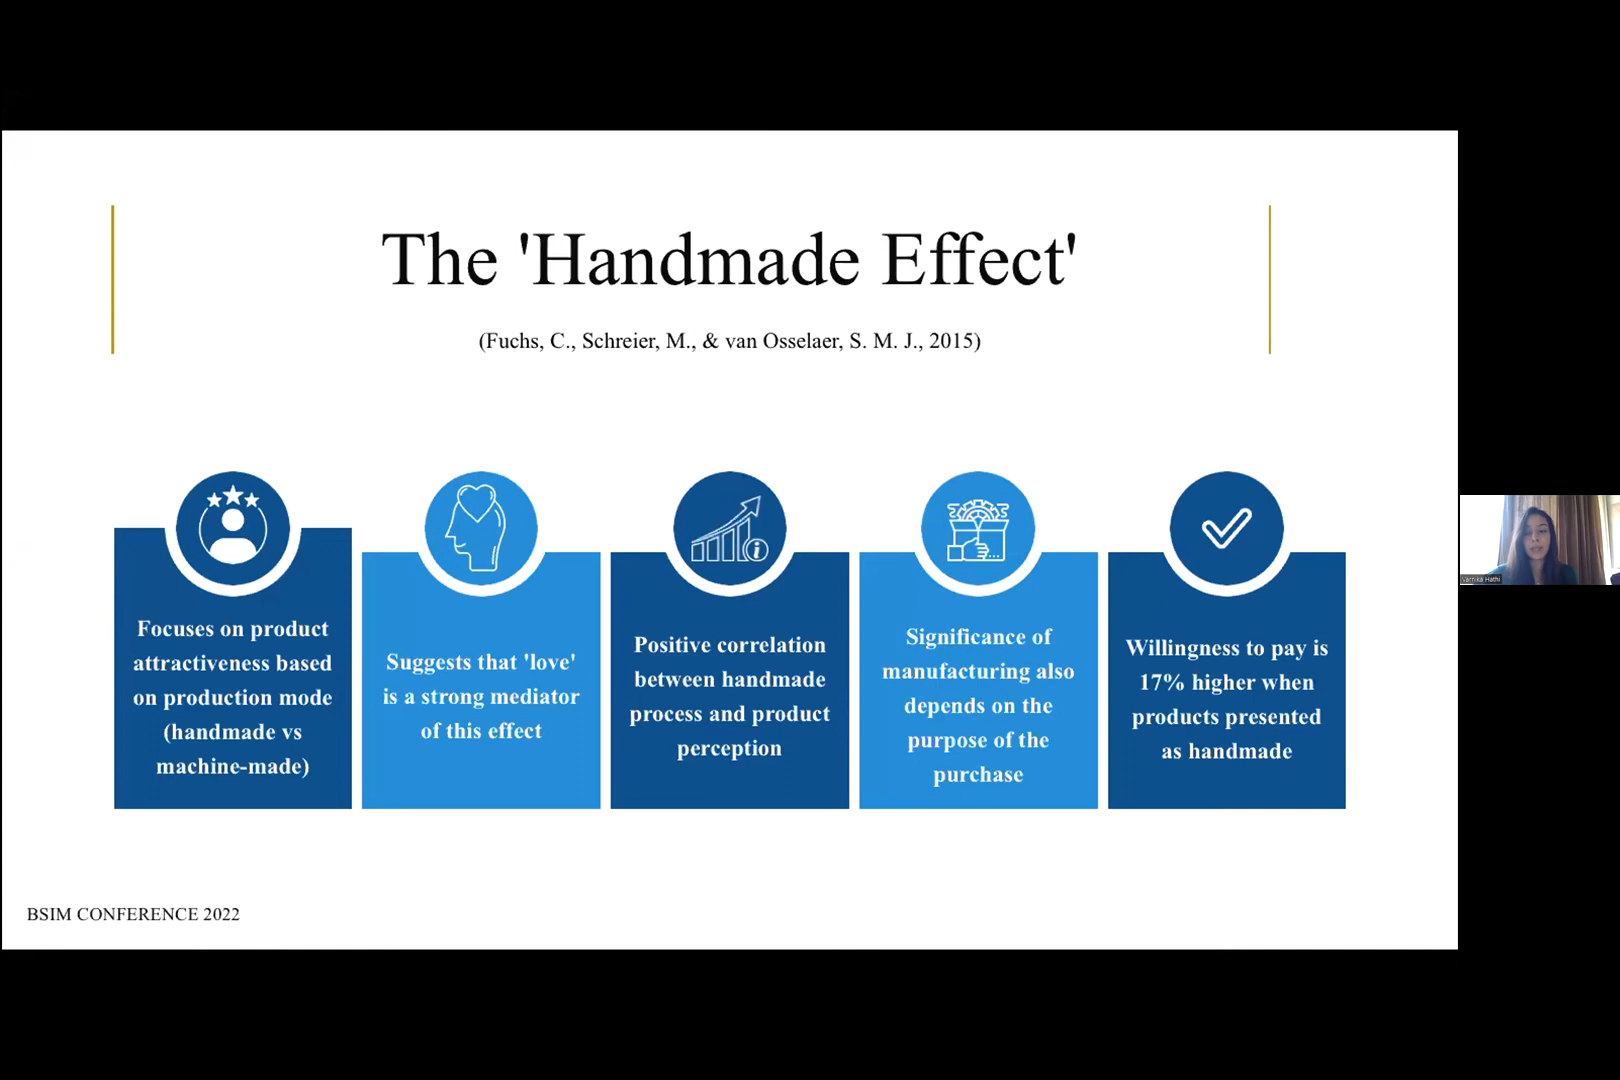 The 'Handmade Effect'
(Fuchs, C., Schreier, M., & van Osselaer, S. M. J., 2015)
Focuses on product
attractiveness based
on production mode
(handmade vs
machine-made)
Suggests that 'love'
is a strong mediator
of this effect
Positive correlation
between handmade
process and product
perception
Significance of
manufacturing also
depends on the
purpose of the
purchase
Willingness to pay is
17% higher when
products presented
as handmade
BSIM CONFERENCE 2022
Hathi